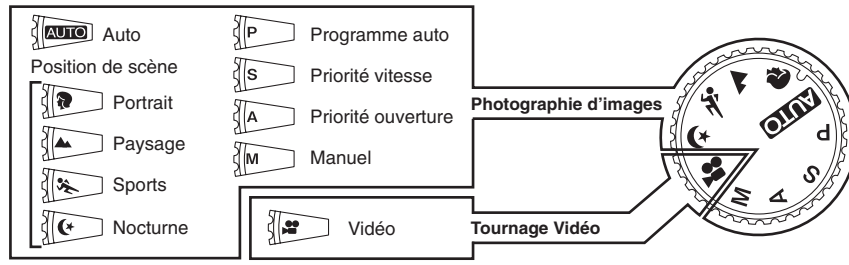 AUTO Auto
Position de scène
Portrait
Paysage
Sports
Nocturne
P Programme auto
S Priorité vitesse
A Priorité ouverture
M Manuel
Vidéo
Photographie d'images
Tournage Vidéo
AUTO
P
S
A
M